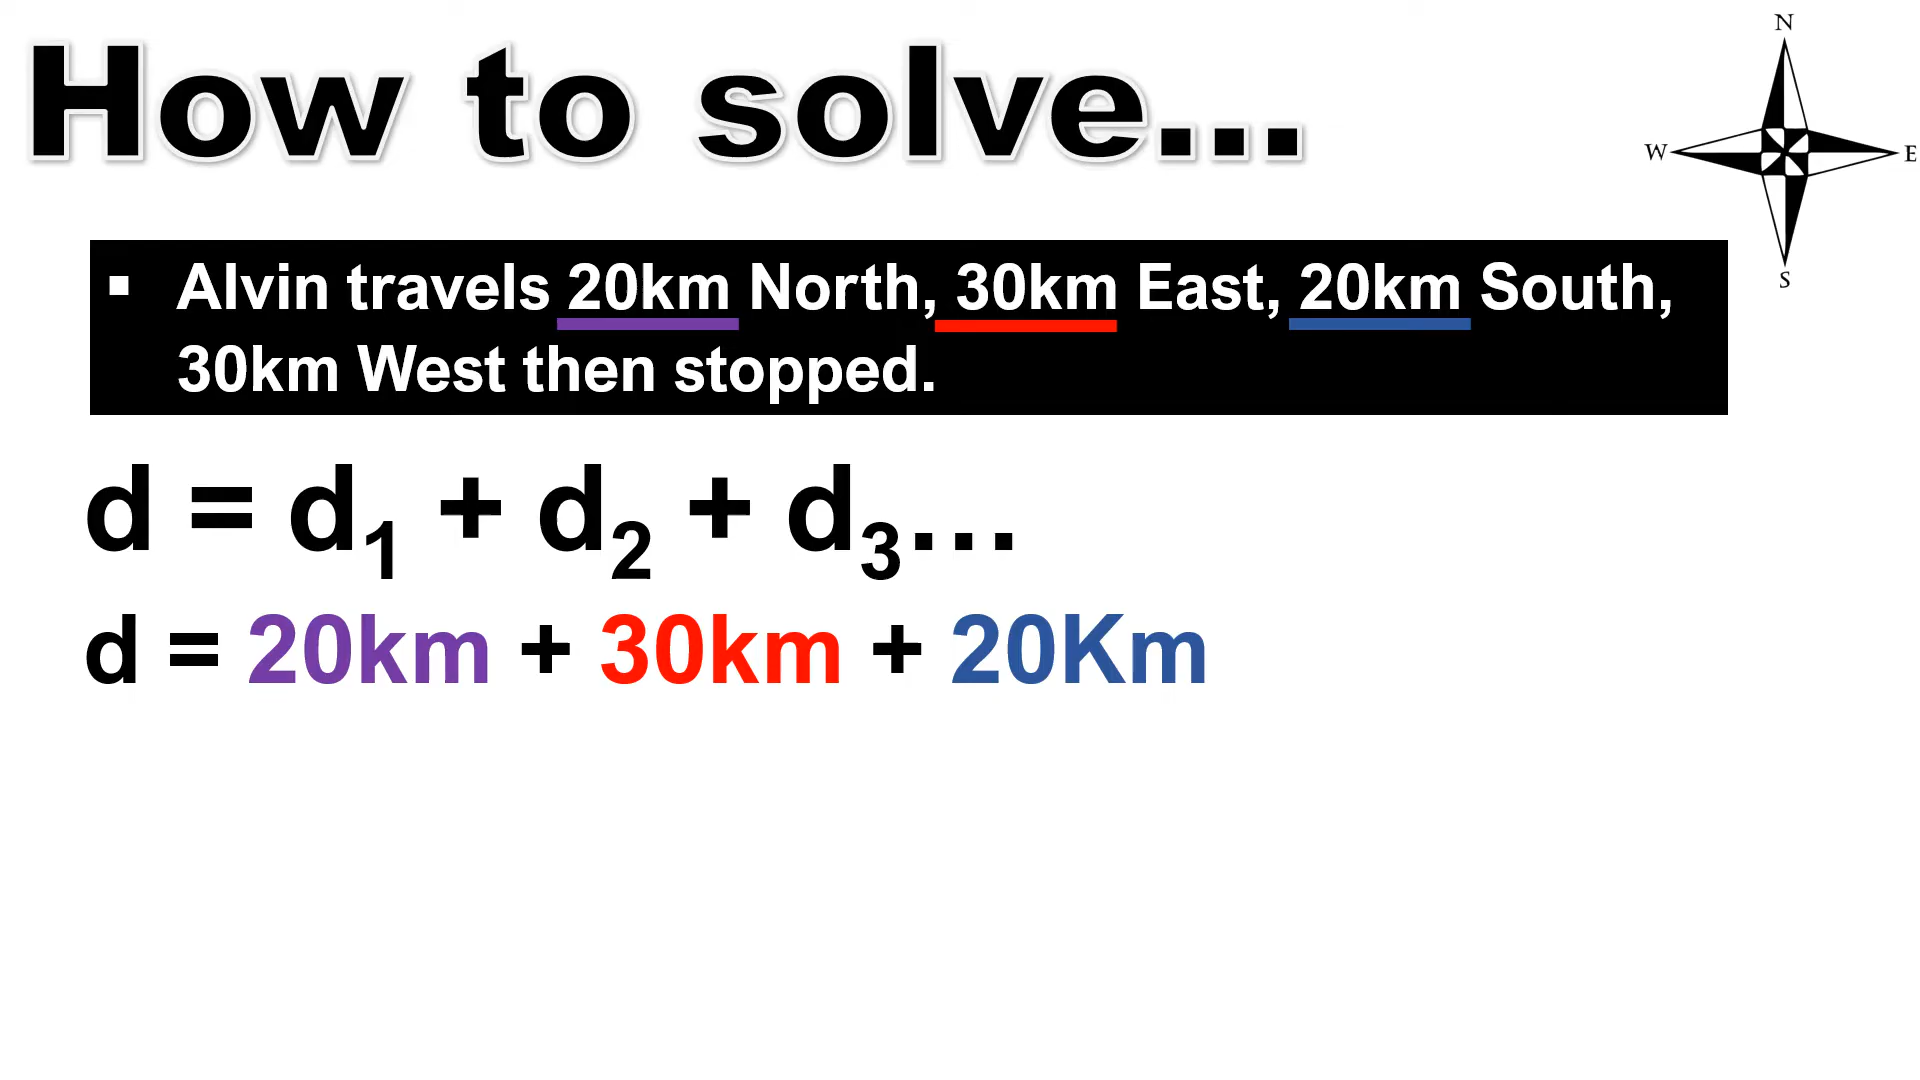 How to solve...
N
W
E
S
▪ Alvin travels 20km North, 30km East, 20km South,
30km West then stopped.
d = d₁ + d₂ + d₃…
d = 20km + 30km + 20Km